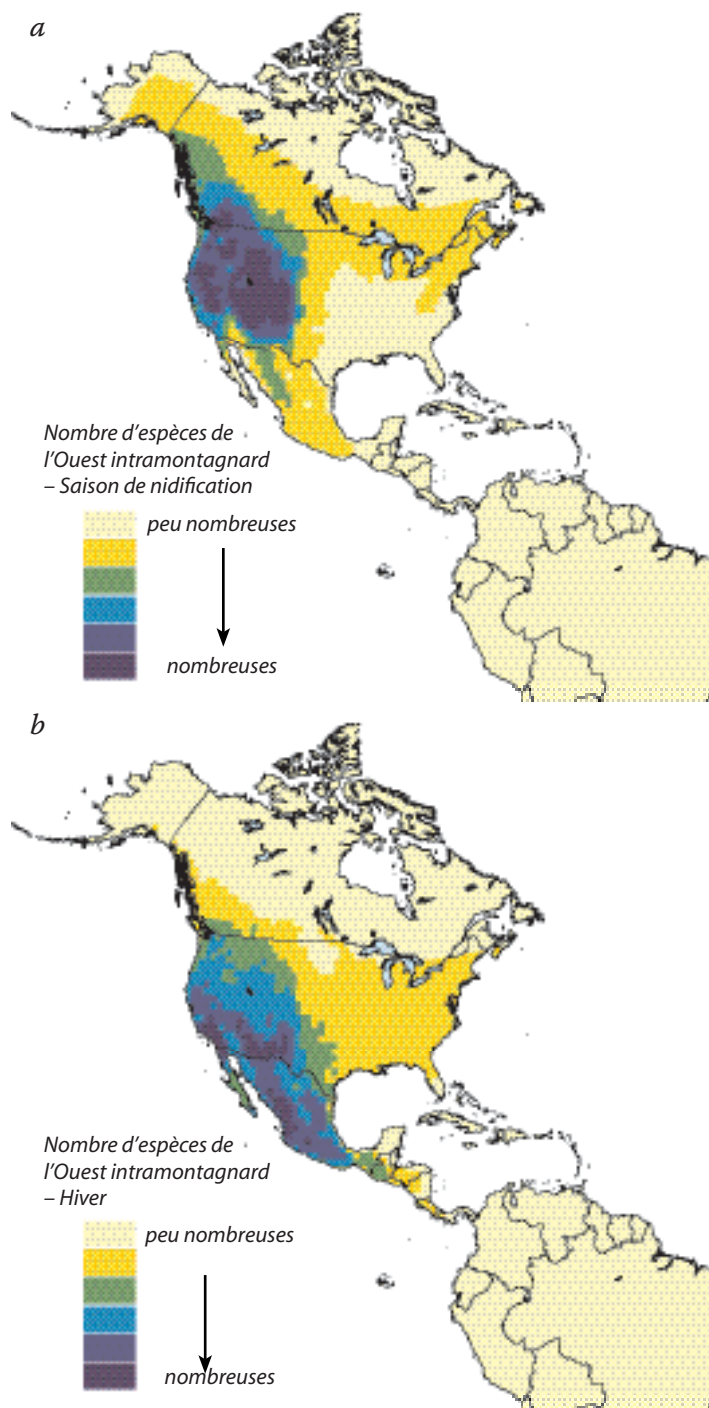 a
Nombre d'espèces de
l'Ouest intramontagnard
– Saison de nidification
peu nombreuses
nombreuses
b
Nombre d'espèces de
l'Ouest intramontagnard
– Hiver
peu nombreuses
nombreuses